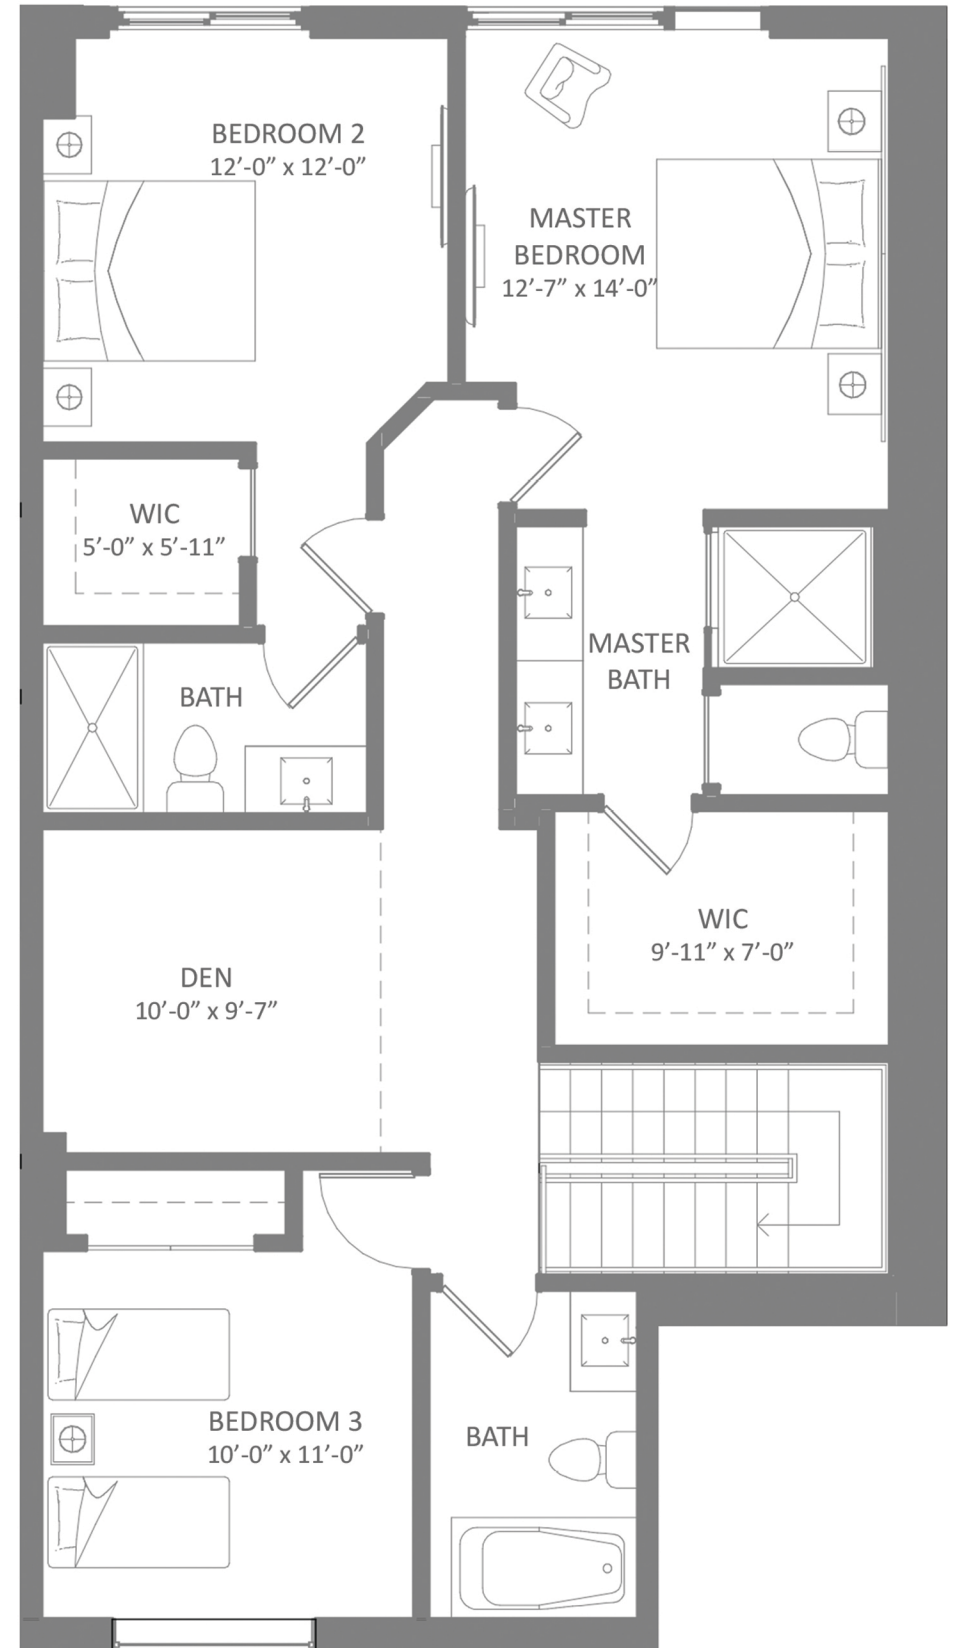 BEDROOM 2
12’-0” x 12’-0”
MASTER
BEDROOM
12’-7” x 14’-0”
WIC
5’-0” x 5’-11”
MASTER
BATH
BATH
WIC
9’-11” x 7’-0”
DEN
10’-0” x 9’-7”
BEDROOM 3
10’-0” x 11’-0”
BATH